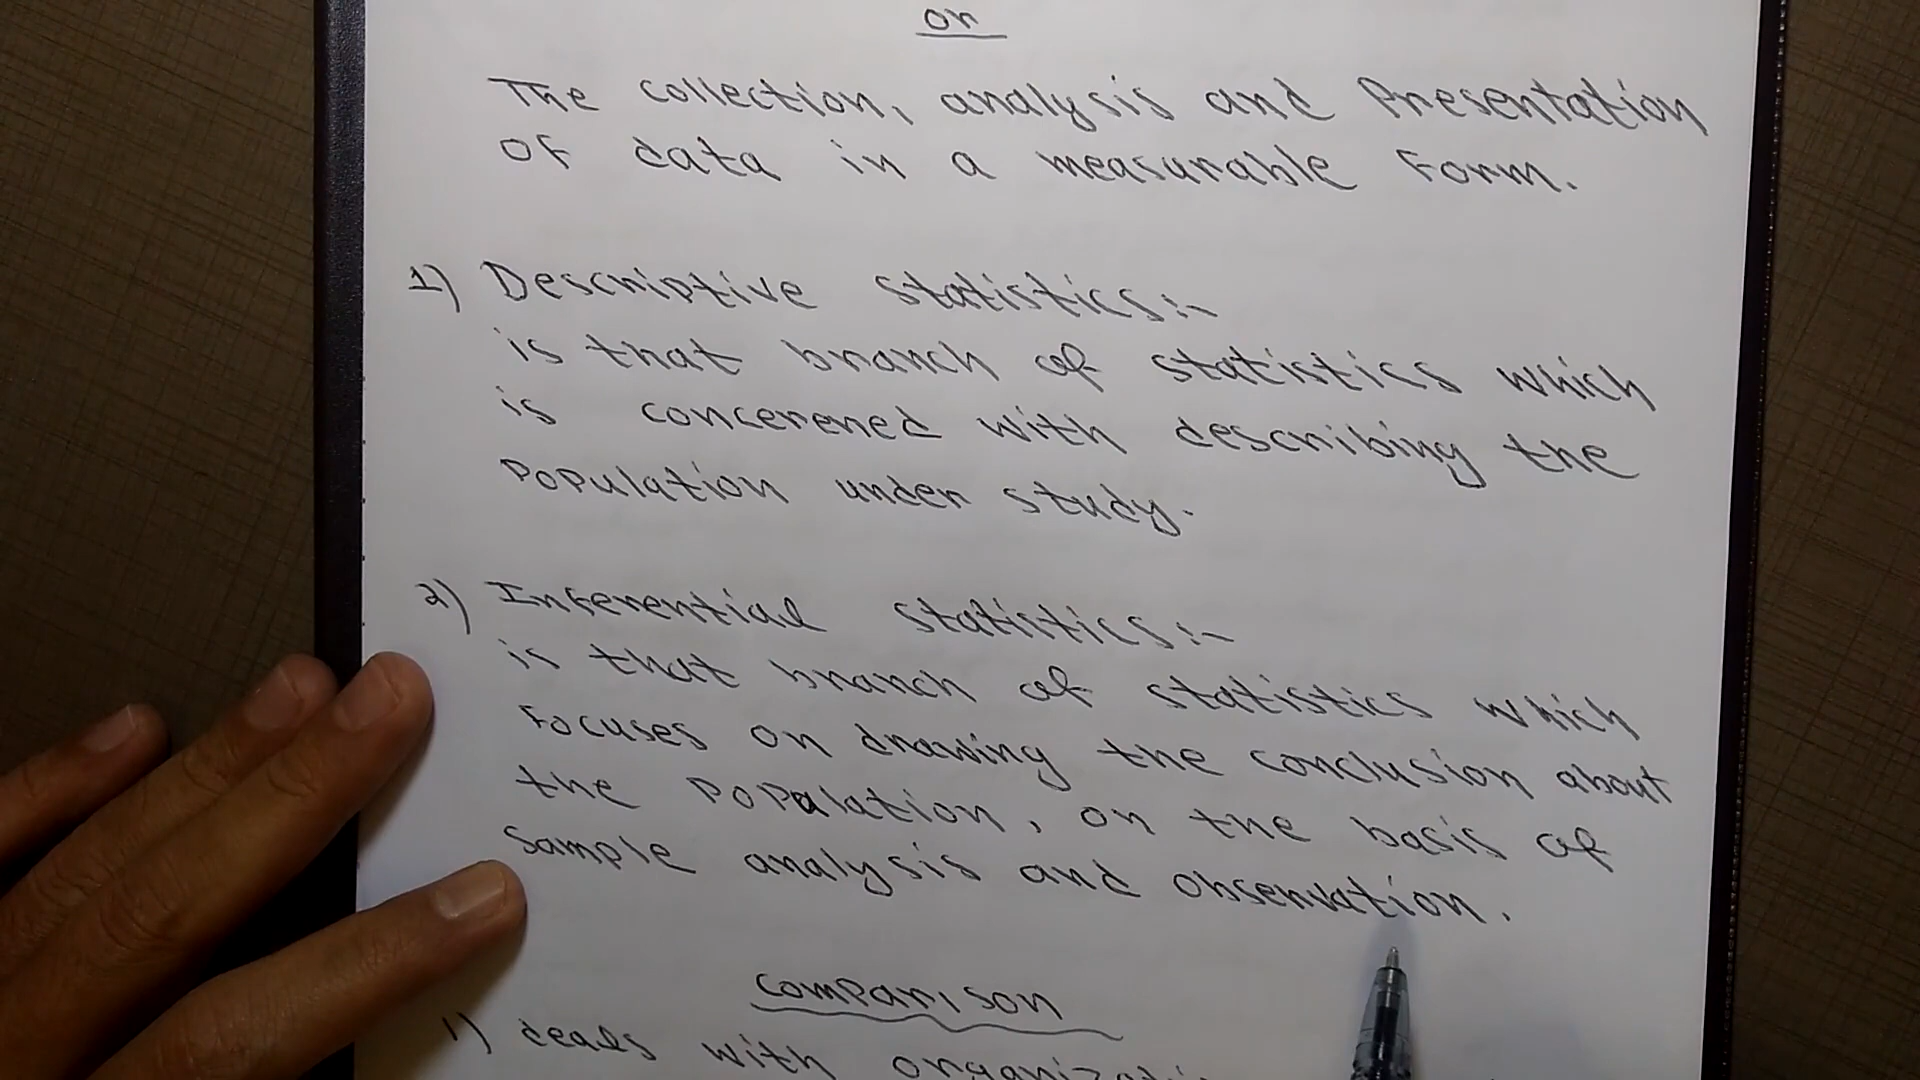 or
The collection, analysis and Presentation
of data in a measurable Form.
1) Descriptive statistics:-
is that branch of statistics which
is concerened with describing the
Population under study.
2) Inferential statistics:-
is that branch of statistics which
Focuses on drawing the conclusion about
the Population, on the basis of
Sample analysis and observation.
Comparison
1) deals with